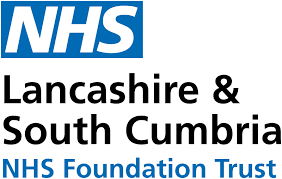 NHS
Lancashire &
South Cumbria
NHS Foundation Trust